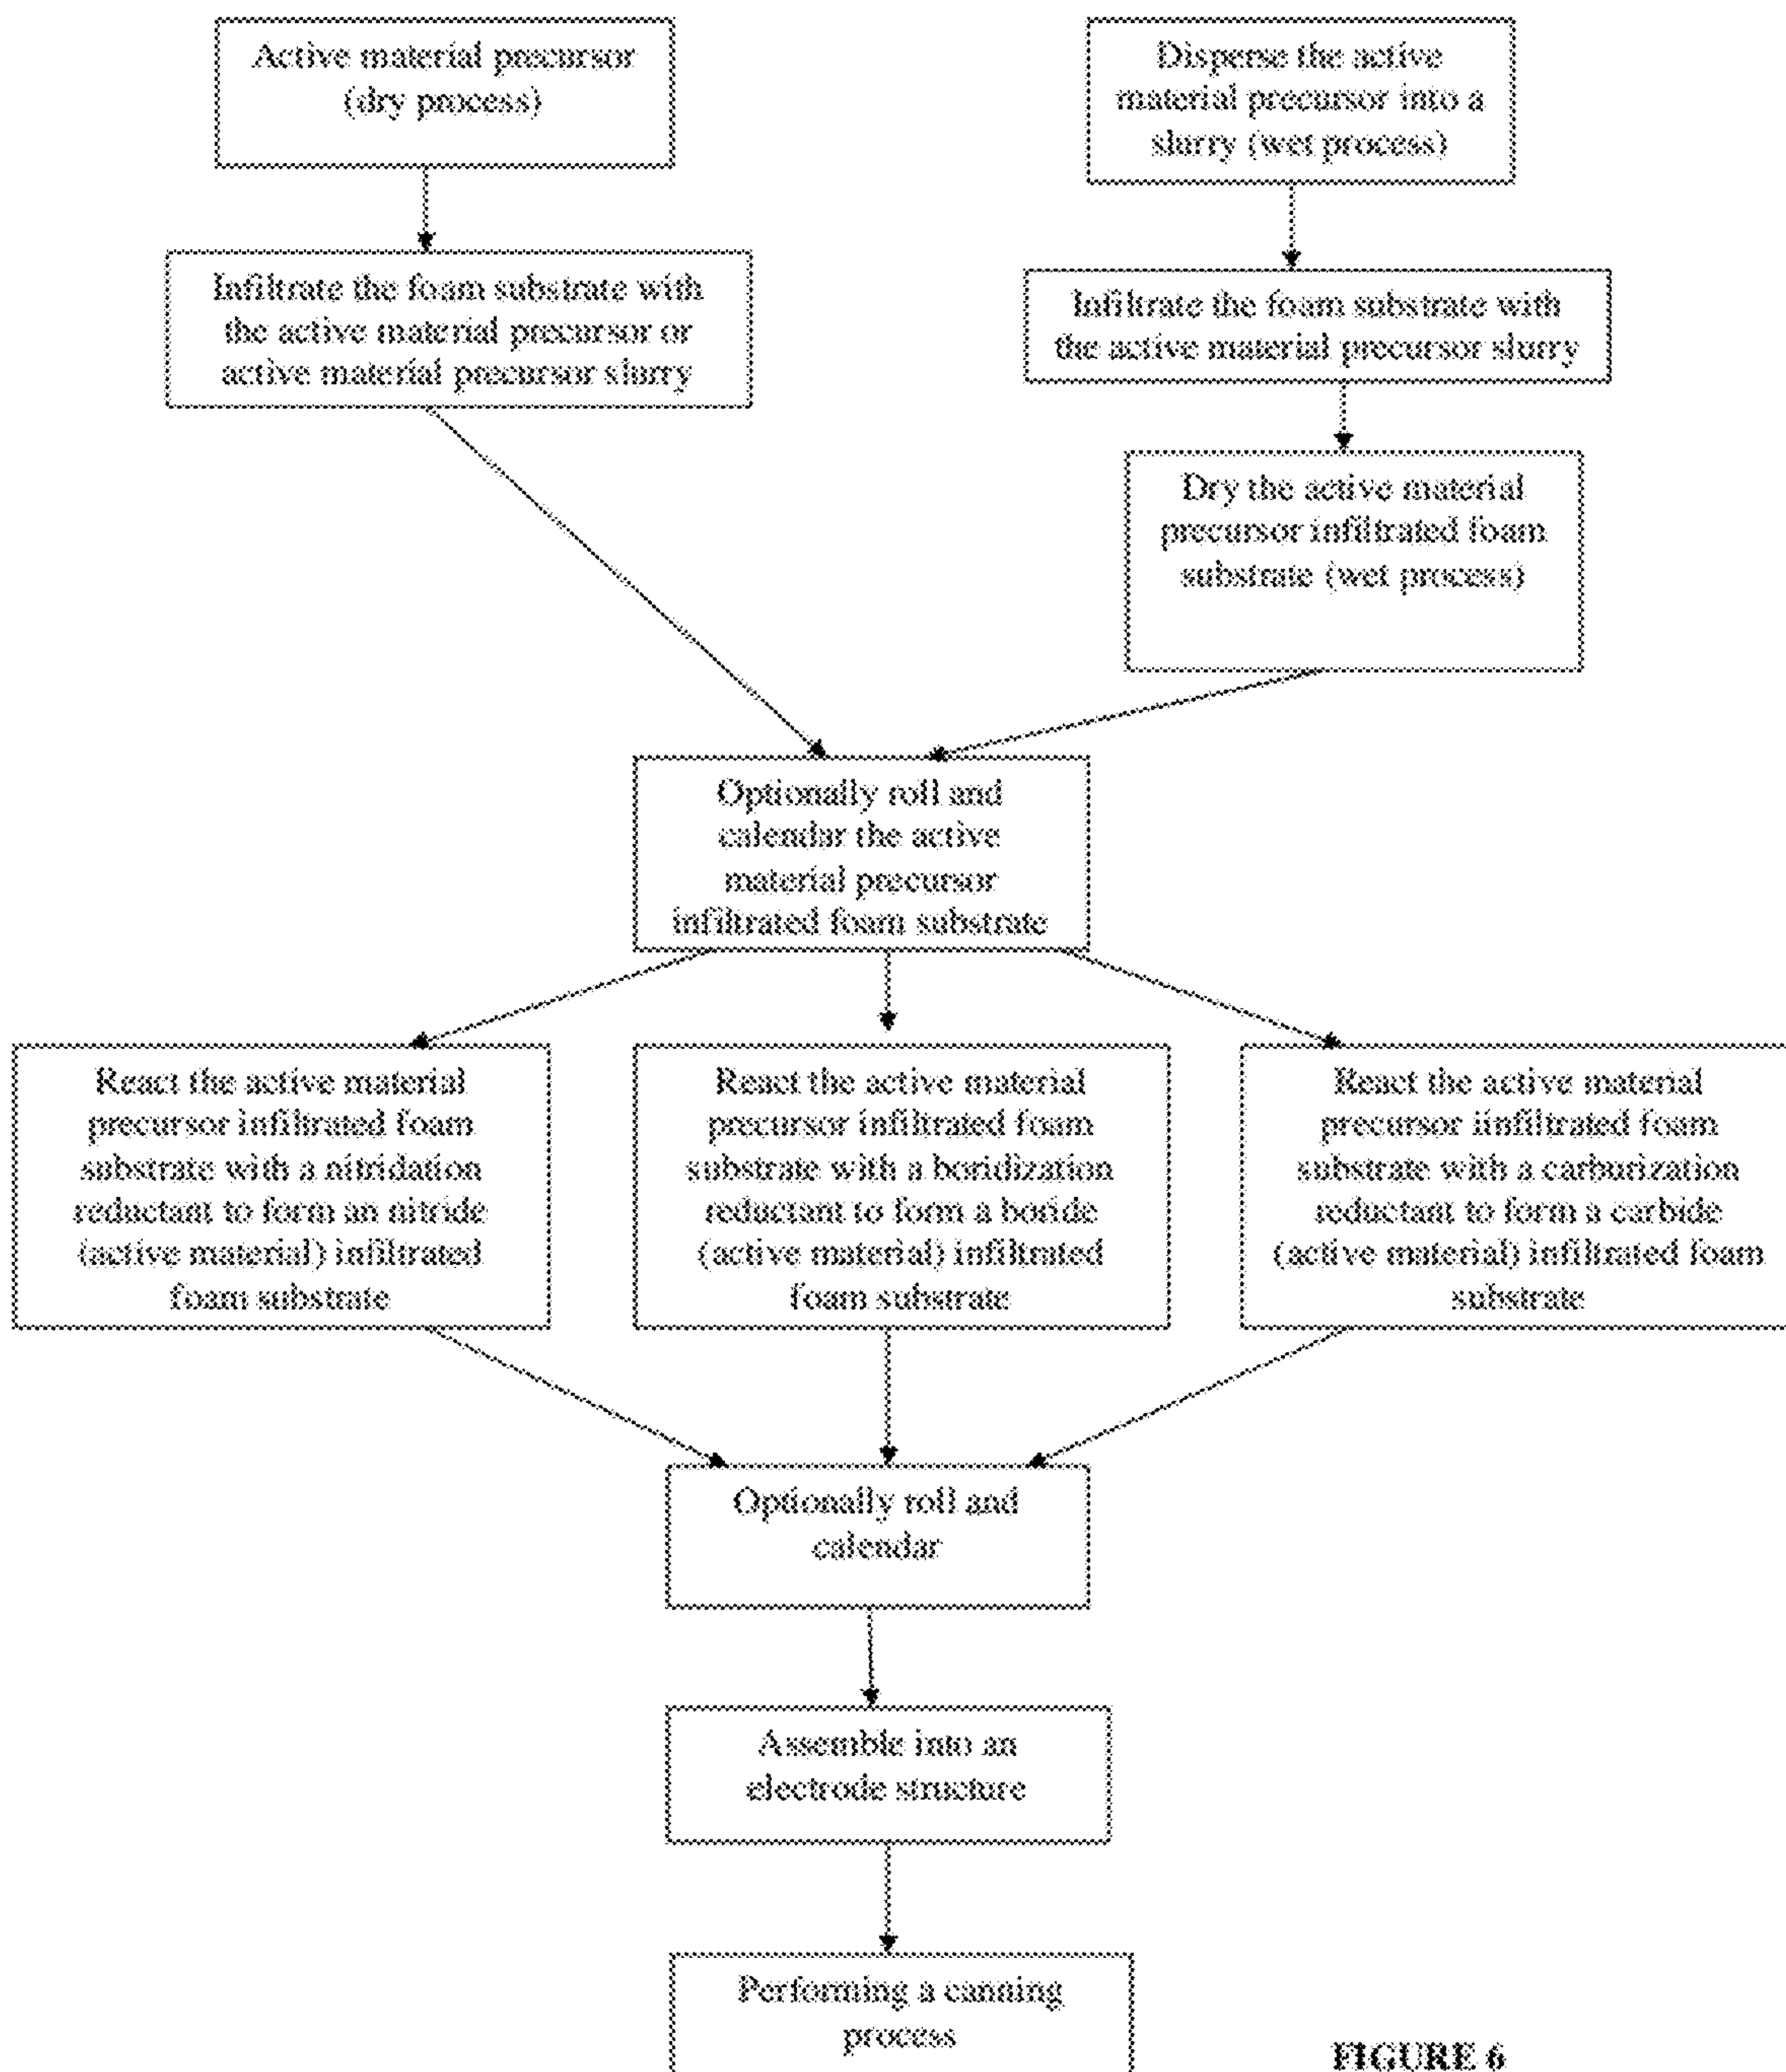 Active material precursor
(dry process)
Disperse the active
material precursor into a
slurry (wet process)
Infiltrate the foam substrate with
the active material precursor or
active material precursor slurry
Infiltrate the foam substrate with
the active material precursor slurry
Dry the active material
precursor infiltrated foam
substrate (wet process)
Optionally roll and
calendar the active
material precursor
infiltrated foam substrate
React the active material
precursor infiltrated foam
substrate with a nitridation
reductant to form an nitride
(active material) infiltrated
foam substrate
React the active material
precursor infiltrated foam
substrate with a boridization
reductant to form a boride
(active material) infiltrated
foam substrate
React the active material
precursor iinfiltrated foam
substrate with a carburization
reductant to form a carbide
(active material) infiltrated foam
substrate
Optionally roll and
calendar
Assemble into an
electrode structure
Performing a canning
process
FIGURE 6